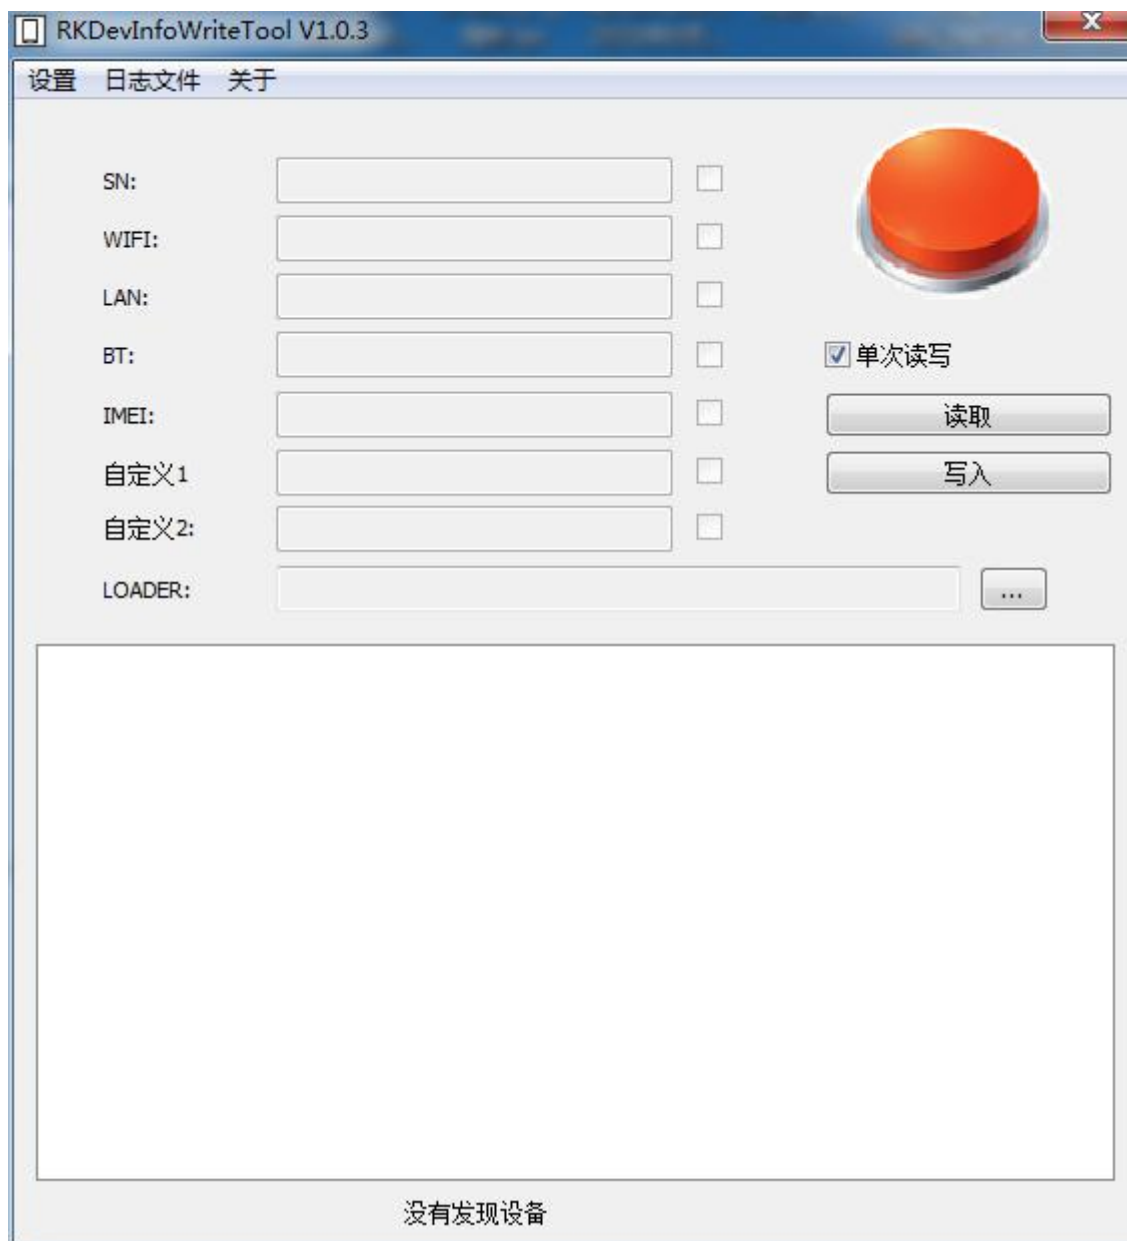 RKDevInfoWriteTool V1.0.3
设置 日志文件 关于
SN:
WIFI:
LAN:
BT:
单次读写
IMEI:
读取
自定义1
写入
自定义2:
LOADER:
...
没有发现设备